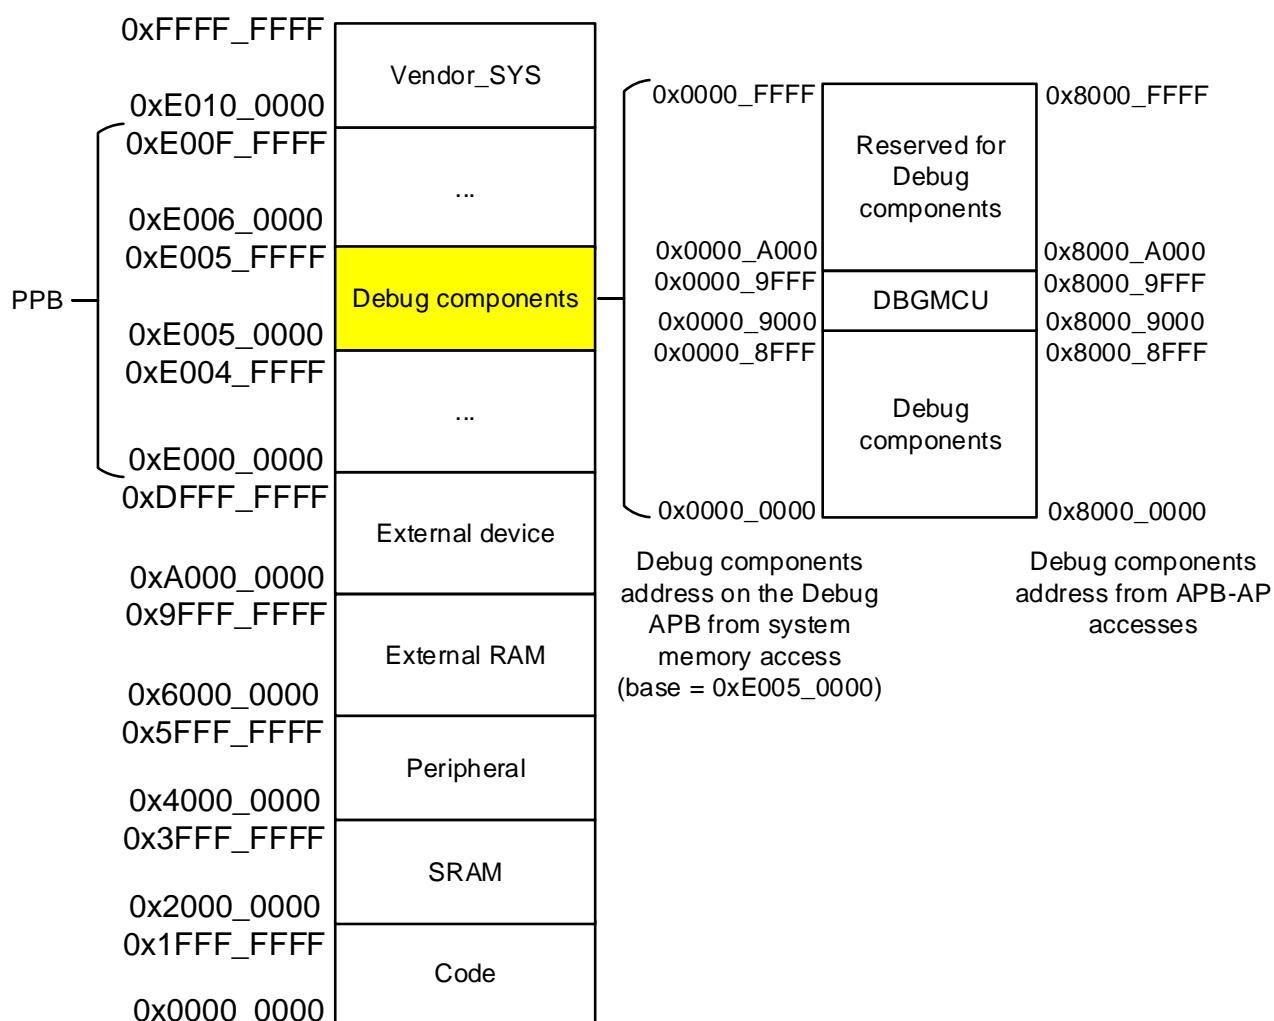 0xFFFF_FFFF
Vendor_SYS
0xE010_0000
0xE00F_FFFF
...
0xE006_0000
0xE005_FFFF
PPB
Debug components
0xE005_0000
0xE004_FFFF
...
0xE000_0000
0xDFFF_FFFF
External device
0xA000_0000
0x9FFF_FFFF
External RAM
0x6000_0000
0x5FFF_FFFF
Peripheral
0x4000_0000
0x3FFF_FFFF
SRAM
0x2000_0000
0x1FFF_FFFF
Code
0x0000_0000
0x0000_FFFF
0x8000_FFFF
Reserved for
Debug
components
0x0000_A000
0x8000_A000
0x0000_9FFF
0x8000_9FFF
DBGMCU
0x0000_9000
0x8000_9000
0x0000_8FFF
0x8000_8FFF
Debug
components
0x0000_0000
0x8000_0000
Debug components
address on the Debug
APB from system
memory access
(base = 0xE005_0000)
Debug components
address from APB-AP
accesses